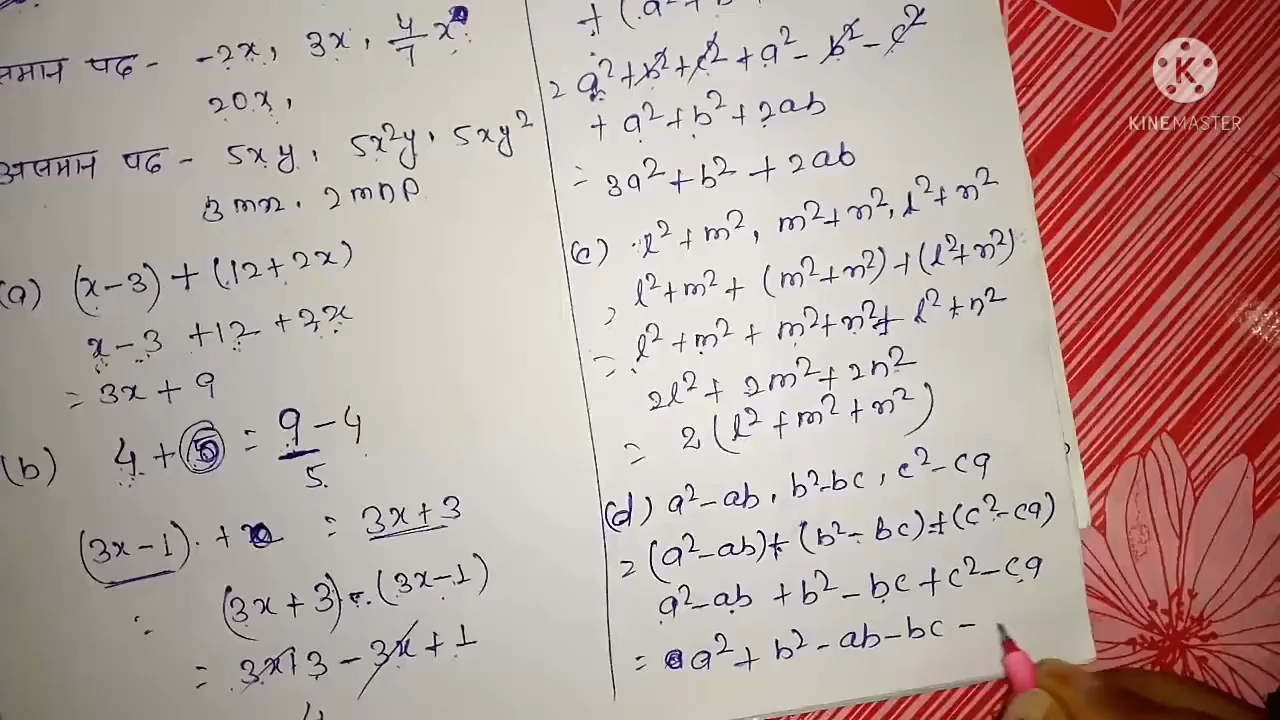 समान पद - -2x, 3x, 4/7 x
20x,
असमान पद - 5xy, 5x²y, 5xy²
3mn, 2mnp
(a) (x-3) + (12+2x)
x-3 +12 +2x
= 3x + 9
(b) 4 + 5 = 9 - 4
5
(3x-1) + = 3x+3
∴ (3x+3) - (3x-1)
= 3x+3 - 3x + 1
4
+ (a²+b
= a²+b²+c²+a²-b²-c²
+ a²+b²+2ab
= 3a²+b²+2ab
(c) l²+m², m²+n², l²+n²
= l²+m²+(m²+n²)+(l²+n²)
= l²+m²+m²+n²+l²+n²
2l²+2m²+2n²
= 2(l²+m²+n²)
(d) a²-ab, b²-bc, c²-ca
= (a²-ab)+(b²-bc)+(c²-ca)
a²-ab+b²-bc+c²-ca
= a²+b²-ab-bc-
K
KINEMASTER